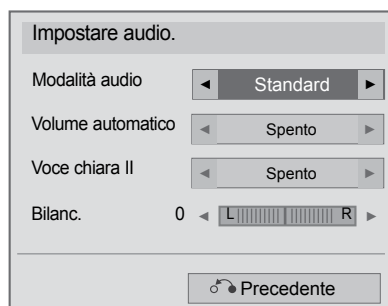 Impostare audio.
Modalità audio ◄ Standard ►
Volume automatico ◄ Spento ►
Voce chiara II ◄ Spento ►
Bilanc. 0 ◄ L R ►
Precedente